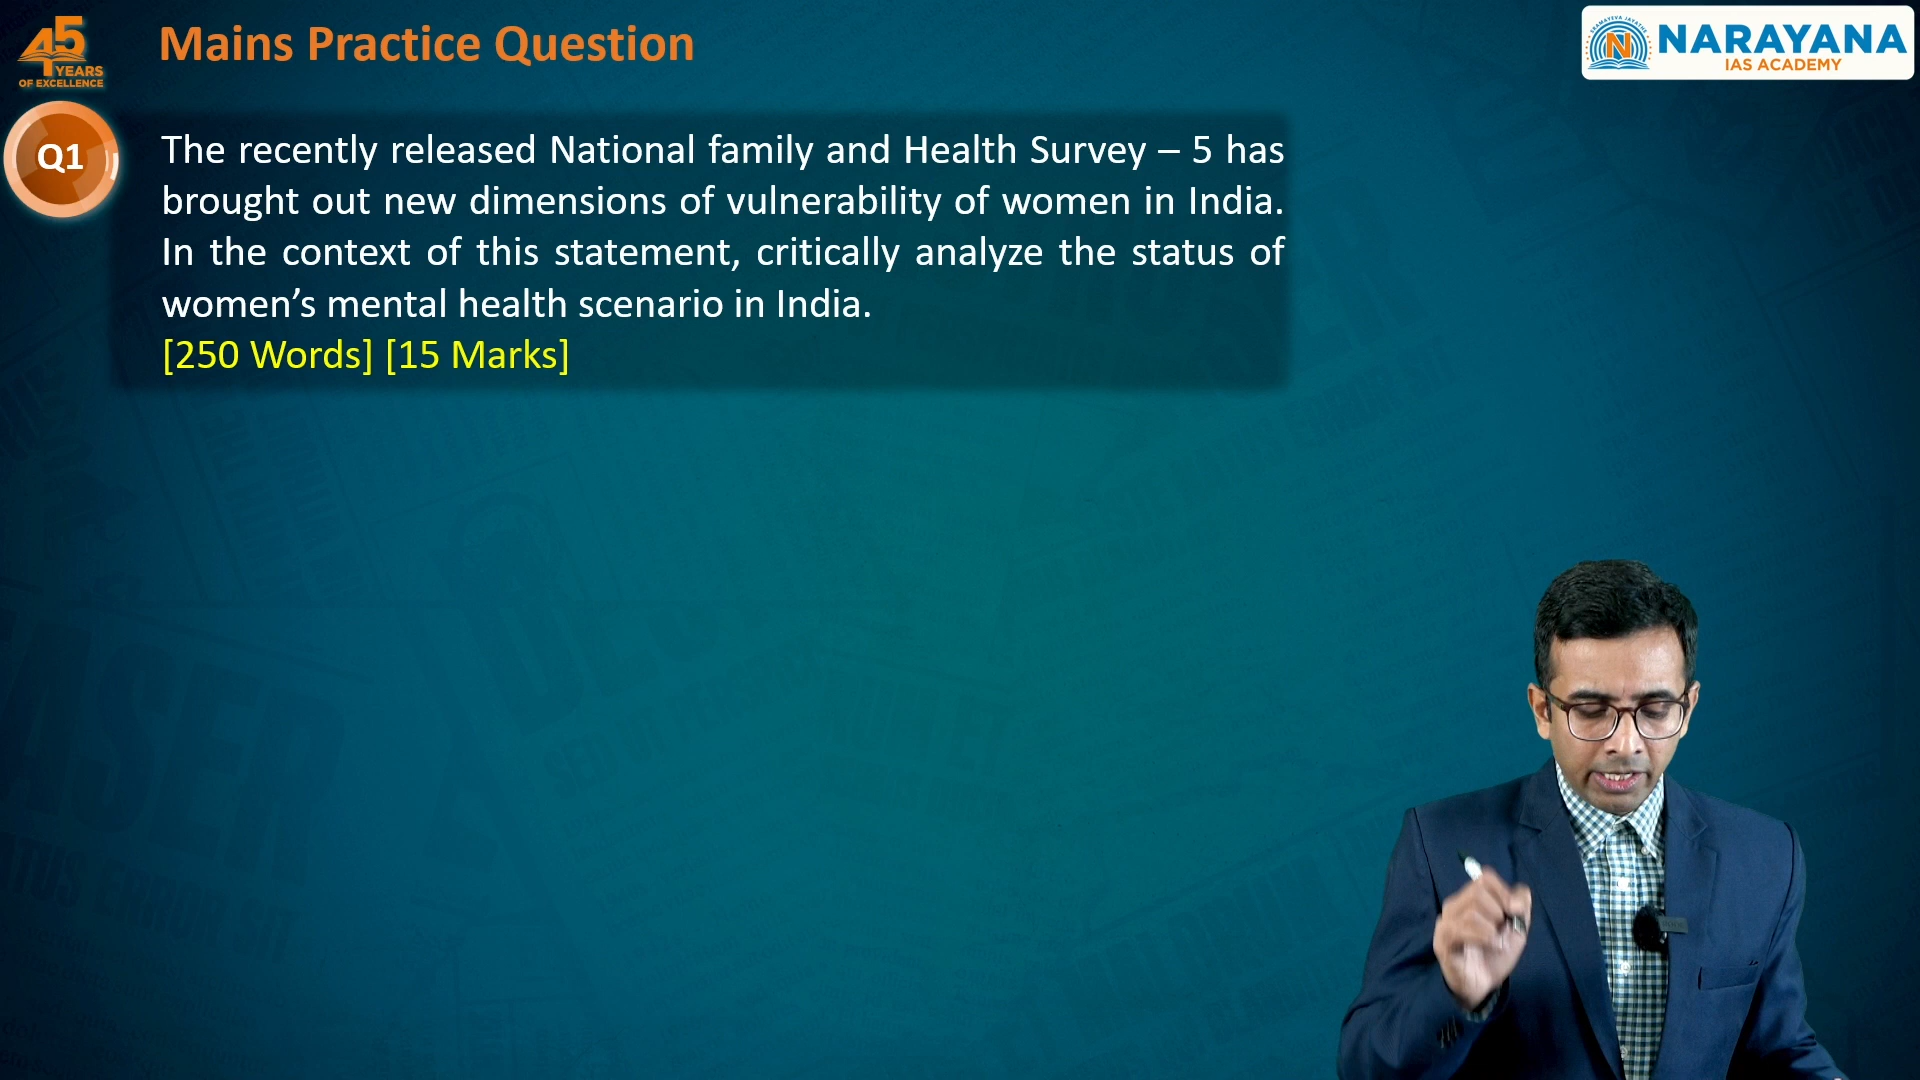 45
YEARS
OF EXCELLENCE
Mains Practice Question
NARAYANA
IAS ACADEMY
Q1
The recently released National family and Health Survey – 5 has
brought out new dimensions of vulnerability of women in India.
In the context of this statement, critically analyze the status of
women’s mental health scenario in India.
[250 Words] [15 Marks]